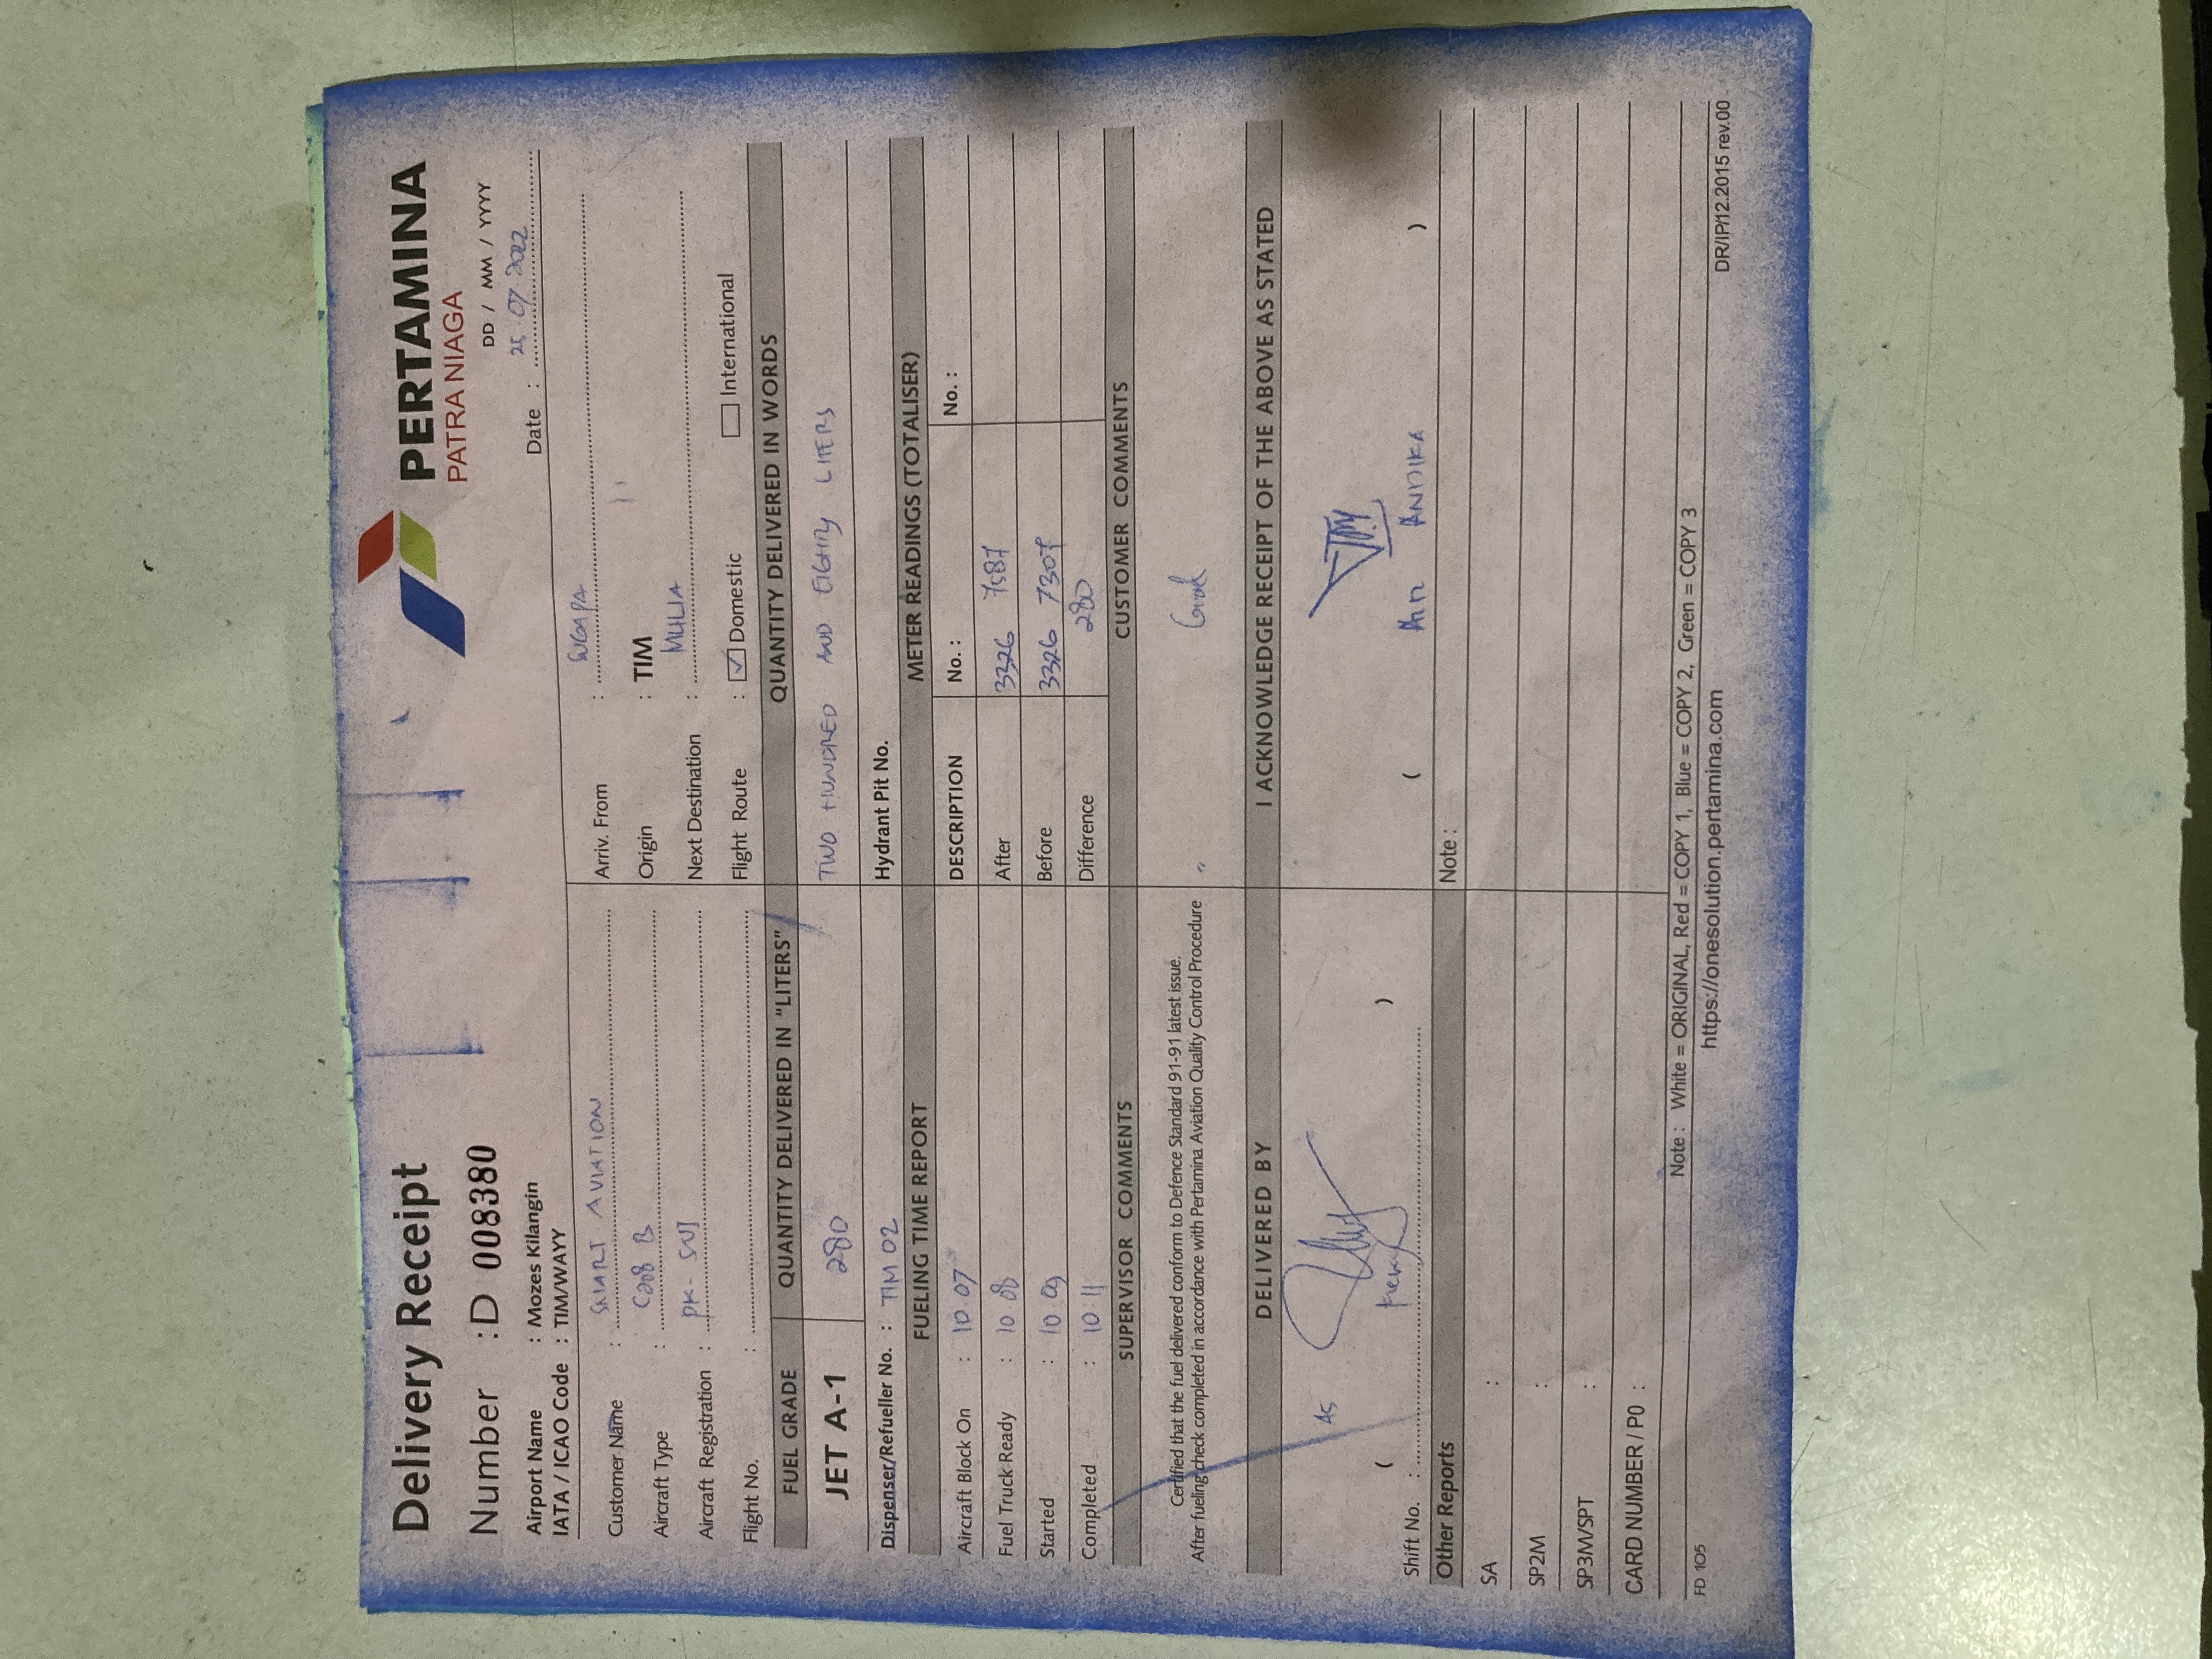 Delivery Receipt
PERTAMINA
PATRA NIAGA
Number : D 008380
DD / MM / YYYY
Airport Name : Mozes Kilangin
Date : 25 07 2022
IATA / ICAO Code : TIM/WAYY
Customer Name : SMART AVIATION
Arriv. From : SUGAPA
Aircraft Type : C208 B
Origin : TIM
Aircraft Registration : PK - SNJ
Next Destination : MULIA
Flight No. :
Flight Route : ☑ Domestic ☐ International
FUEL GRADE QUANTITY DELIVERED IN "LITERS" QUANTITY DELIVERED IN WORDS
JET A-1 280 TWO HUNDRED AND EIGHTY LITERS
Dispenser/Refueller No. : TIM 02 Hydrant Pit No.
FUELING TIME REPORT METER READINGS (TOTALISER)
Aircraft Block On : 10.07 DESCRIPTION No. : No. :
Fuel Truck Ready : 10.08 After 3326 7587
Started : 10.09 Before 3326 7307
Completed : 10:11 Difference 280
SUPERVISOR COMMENTS CUSTOMER COMMENTS
Certified that the fuel delivered conform to Defence Standard 91-91 latest issue.
After fueling check completed in accordance with Pertamina Aviation Quality Control Procedure
Good
DELIVERED BY I ACKNOWLEDGE RECEIPT OF THE ABOVE AS STATED
AS
( ) ( ANDIKA )
Shift No. :
Other Reports Note :
SA :
SP2M :
SP3M/SPT :
CARD NUMBER / P0 :
Note : White = ORIGINAL, Red = COPY 1, Blue = COPY 2, Green = COPY 3
FD 105 https://onesolution.pertamina.com DR/IP/12.2015 rev.00